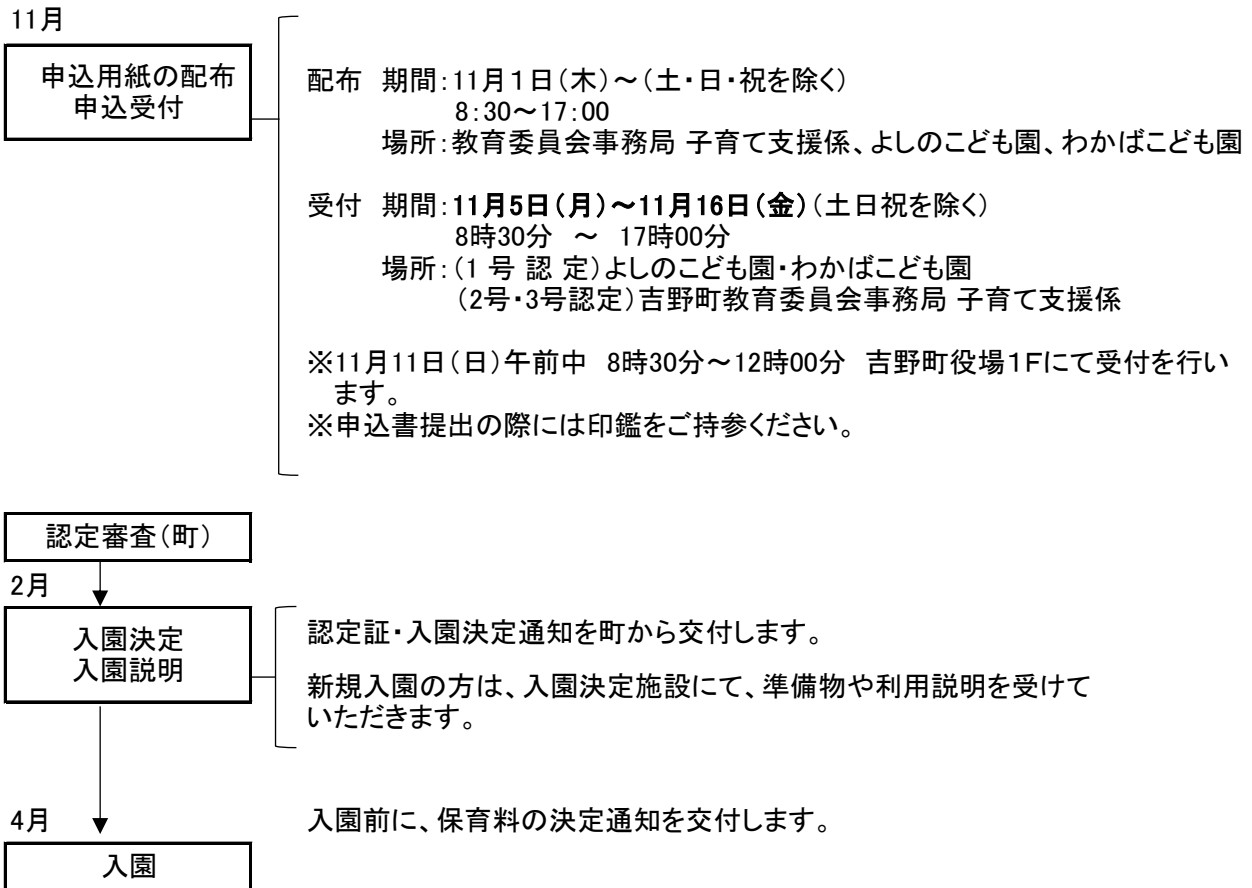 11月
申込用紙の配布
申込受付
配布 期間:11月1日(木)~(土・日・祝を除く)
8:30~17:00
場所:教育委員会事務局 子育て支援係、よしのこども園、わかばこども園
受付 期間:11月5日(月)~11月16日(金)(土日祝を除く)
8時30分 ~ 17時00分
場所:(1 号 認 定)よしのこども園・わかばこども園
(2号・3号認定)吉野町教育委員会事務局 子育て支援係
※11月11日(日)午前中 8時30分~12時00分 吉野町役場1Fにて受付を行い
ます。
※申込書提出の際には印鑑をご持参ください。
認定審査(町)
2月
入園決定
入園説明
認定証・入園決定通知を町から交付します。
新規入園の方は、入園決定施設にて、準備物や利用説明を受けて
いただきます。
4月
入園前に、保育料の決定通知を交付します。
入園